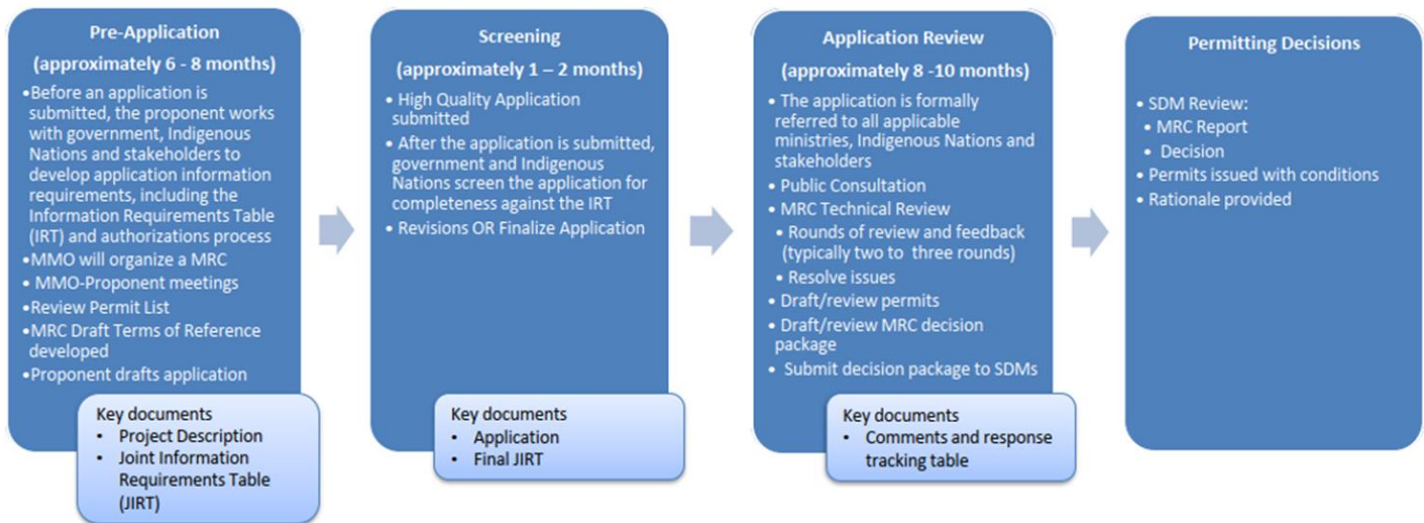 Pre-Application
(approximately 6 - 8 months)
•Before an application is
submitted, the proponent works
with government, Indigenous
Nations and stakeholders to
develop application information
requirements, including the
Information Requirements Table
(IRT) and authorizations process
•MMO will organize a MRC
• MMO-Proponent meetings
•Review Permit List
•MRC Draft Terms of Reference
developed
•Proponent drafts application
Key documents
• Project Description
• Joint Information
Requirements Table
(JIRT)
Screening
(approximately 1 – 2 months)
• High Quality Application
submitted
• After the application is submitted,
government and Indigenous
Nations screen the application for
completeness against the IRT
• Revisions OR Finalize Application
Key documents
• Application
• Final JIRT
Application Review
(approximately 8 -10 months)
• The application is formally
referred to all applicable
ministries, Indigenous Nations and
stakeholders
• Public Consultation
• MRC Technical Review
• Rounds of review and feedback
(typically two to three rounds)
• Resolve issues
• Draft/review permits
• Draft/review MRC decision
package
• Submit decision package to SDMs
Key documents
• Comments and response
tracking table
Permitting Decisions
• SDM Review:
• MRC Report
• Decision
• Permits issued with conditions
• Rationale provided